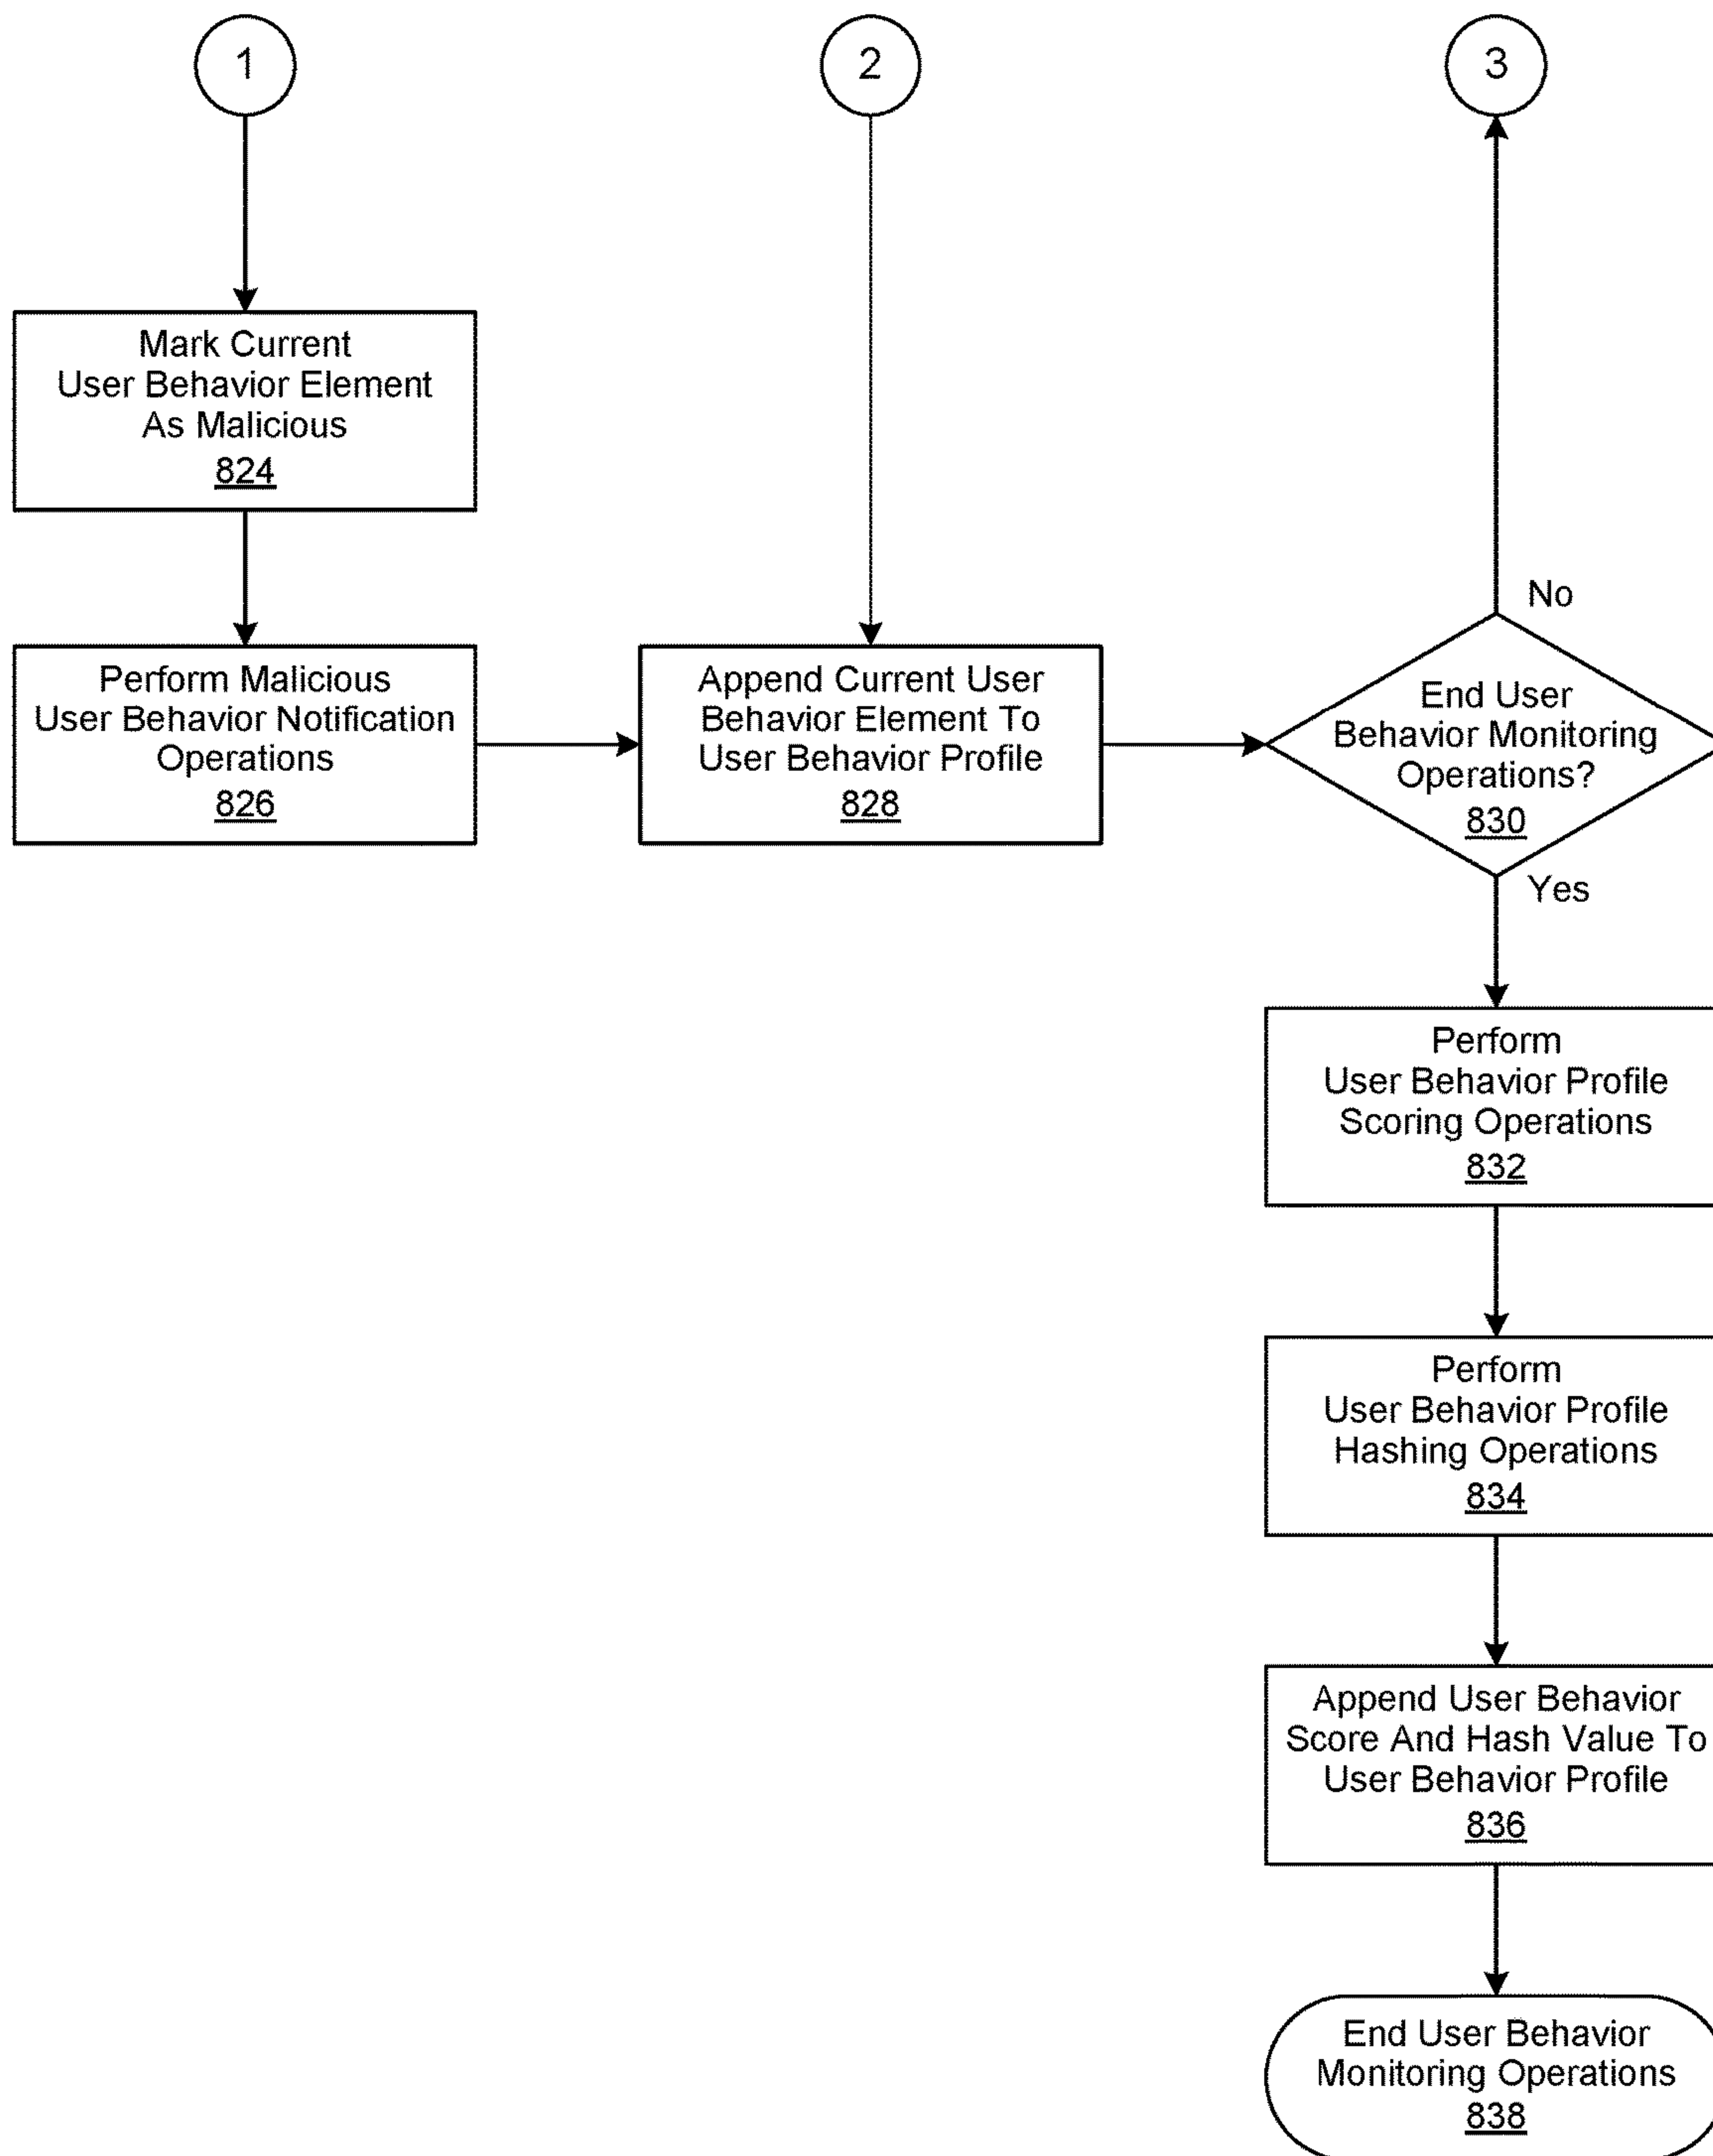 1
2
3
Mark Current
User Behavior Element
As Malicious
824
Perform Malicious
User Behavior Notification
Operations
826
Append Current User
Behavior Element To
User Behavior Profile
828
No
End User
Behavior Monitoring
Operations?
830
Yes
Perform
User Behavior Profile
Scoring Operations
832
Perform
User Behavior Profile
Hashing Operations
834
Append User Behavior
Score And Hash Value To
User Behavior Profile
836
End User Behavior
Monitoring Operations
838